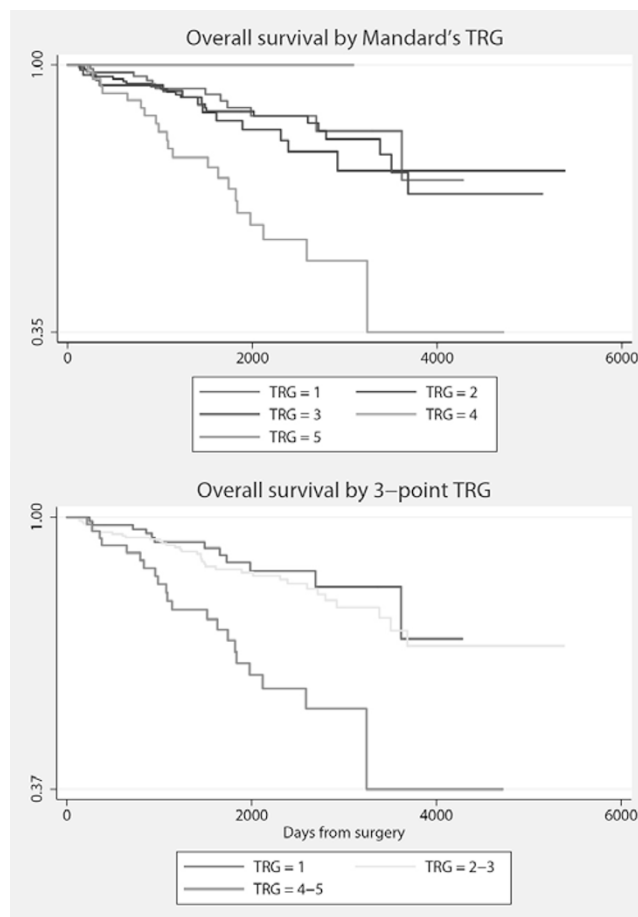 Overall survival by Mandard's TRG
1.00
0.35
0 2000 4000 6000
TRG = 1 TRG = 2
TRG = 3 TRG = 4
TRG = 5
Overall survival by 3–point TRG
1.00
0.37
0 2000 4000 6000
Days from surgery
TRG = 1 TRG = 2–3
TRG = 4–5